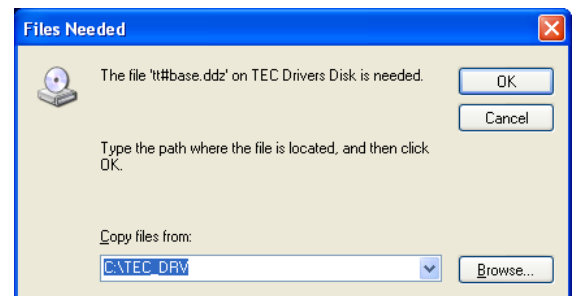 Files Needed
The file 'tt#base.ddz' on TEC Drivers Disk is needed.
OK
Cancel
Type the path where the file is located, and then click
OK.
Copy files from:
C:\TEC_DRV
Browse...